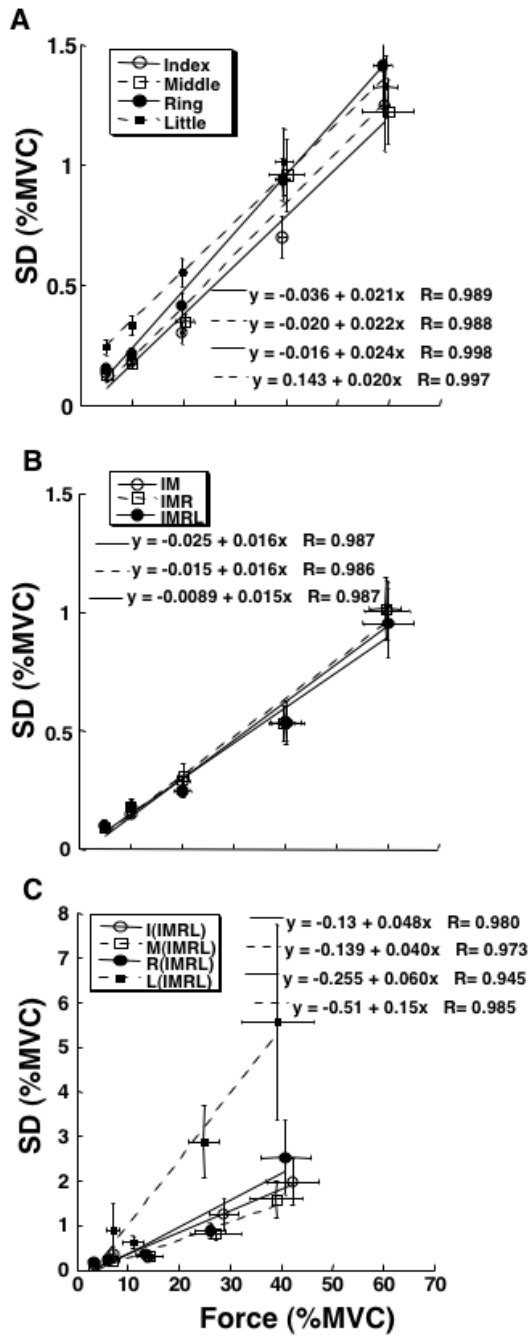 A
1.5
Index
Middle
Ring
Little
1
SD (%MVC)
0.5
y = -0.036 + 0.021x R= 0.989
y = -0.020 + 0.022x R= 0.988
y = -0.016 + 0.024x R= 0.998
y = 0.143 + 0.020x R= 0.997
0
B
1.5
IM
IMR
IMRL
y = -0.025 + 0.016x R= 0.987
y = -0.015 + 0.016x R= 0.986
y = -0.0089 + 0.015x R= 0.987
1
SD (%MVC)
0.5
0
C
8
I(IMRL)
M(IMRL)
R(IMRL)
L(IMRL)
y = -0.13 + 0.048x R= 0.980
y = -0.139 + 0.040x R= 0.973
y = -0.255 + 0.060x R= 0.945
y = -0.51 + 0.15x R= 0.985
7
6
5
4
3
2
1
0
SD (%MVC)
0 10 20 30 40 50 60 70
Force (%MVC)